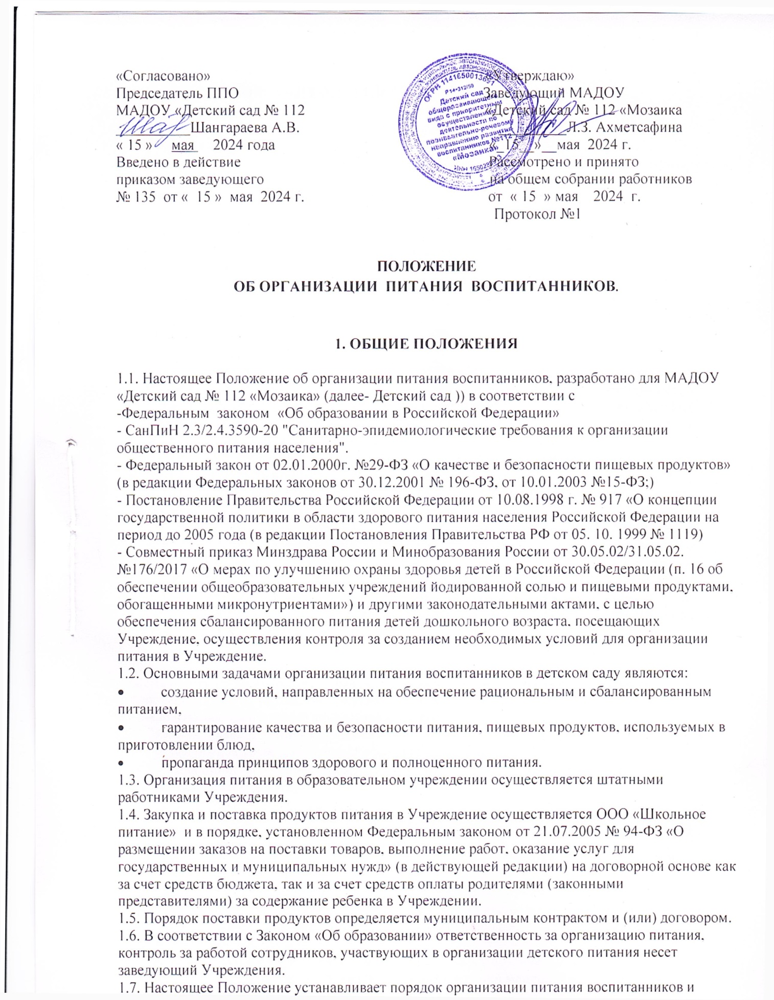 «Согласовано»
Председатель ППО
МАДОУ «Детский сад № 112
__________Шангараева А.В.
« 15 » мая 2024 года
Введено в действие
приказом заведующего
№ 135 от « 15 » мая 2024 г.
«Утверждаю»
Заведующий МАДОУ
«Детский сад № 112 «Мозаика
Л.З. Ахметсафина
«_15__»__мая 2024 г.
Рассмотрено и принято
на общем собрании работников
от « 15 » мая 2024 г.
Протокол №1
ОГРН 1141650013691
Р14-312/50
Детский сад
общеразвивающего
вида с приоритетным
осуществлением
деятельности по
познавательно-речевому
направлению развития
воспитанников №112
«Мозаика»
ПОЛОЖЕНИЕ
ОБ ОРГАНИЗАЦИИ ПИТАНИЯ ВОСПИТАННИКОВ.
1. ОБЩИЕ ПОЛОЖЕНИЯ
1.1. Настоящее Положение об организации питания воспитанников, разработано для МАДОУ
«Детский сад № 112 «Мозаика» (далее- Детский сад )) в соответствии с
-Федеральным законом «Об образовании в Российской Федерации»
- СанПиН 2.3/2.4.3590-20 "Санитарно-эпидемиологические требования к организации
общественного питания населения".
- Федеральный закон от 02.01.2000г. №29-ФЗ «О качестве и безопасности пищевых продуктов»
(в редакции Федеральных законов от 30.12.2001 № 196-ФЗ, от 10.01.2003 №15-ФЗ;)
- Постановление Правительства Российской Федерации от 10.08.1998 г. № 917 «О концепции
государственной политики в области здорового питания населения Российской Федерации на
период до 2005 года (в редакции Постановления Правительства РФ от 05. 10. 1999 № 1119)
- Совместный приказ Минздрава России и Минобразования России от 30.05.02/31.05.02.
№176/2017 «О мерах по улучшению охраны здоровья детей в Российской Федерации (п. 16 об
обеспечении общеобразовательных учреждений йодированной солью и пищевыми продуктами,
обогащенными микронутриентами») и другими законодательными актами, с целью
обеспечения сбалансированного питания детей дошкольного возраста, посещающих
Учреждение, осуществления контроля за созданием необходимых условий для организации
питания в Учреждение.
1.2. Основными задачами организации питания воспитанников в детском саду являются:
• создание условий, направленных на обеспечение рациональным и сбалансированным
питанием,
• гарантирование качества и безопасности питания, пищевых продуктов, используемых в
приготовлении блюд,
• пропаганда принципов здорового и полноценного питания.
1.3. Организация питания в образовательном учреждении осуществляется штатными
работниками Учреждения.
1.4. Закупка и поставка продуктов питания в Учреждение осуществляется ООО «Школьное
питание» и в порядке, установленном Федеральным законом от 21.07.2005 № 94-ФЗ «О
размещении заказов на поставки товаров, выполнение работ, оказание услуг для
государственных и муниципальных нужд» (в действующей редакции) на договорной основе как
за счет средств бюджета, так и за счет средств оплаты родителями (законными
представителями) за содержание ребенка в Учреждении.
1.5. Порядок поставки продуктов определяется муниципальным контрактом и (или) договором.
1.6. В соответствии с Законом «Об образовании» ответственность за организацию питания,
контроль за работой сотрудников, участвующих в организации детского питания несет
заведующий Учреждения.
1.7. Настоящее Положение устанавливает порядок организации питания воспитанников и